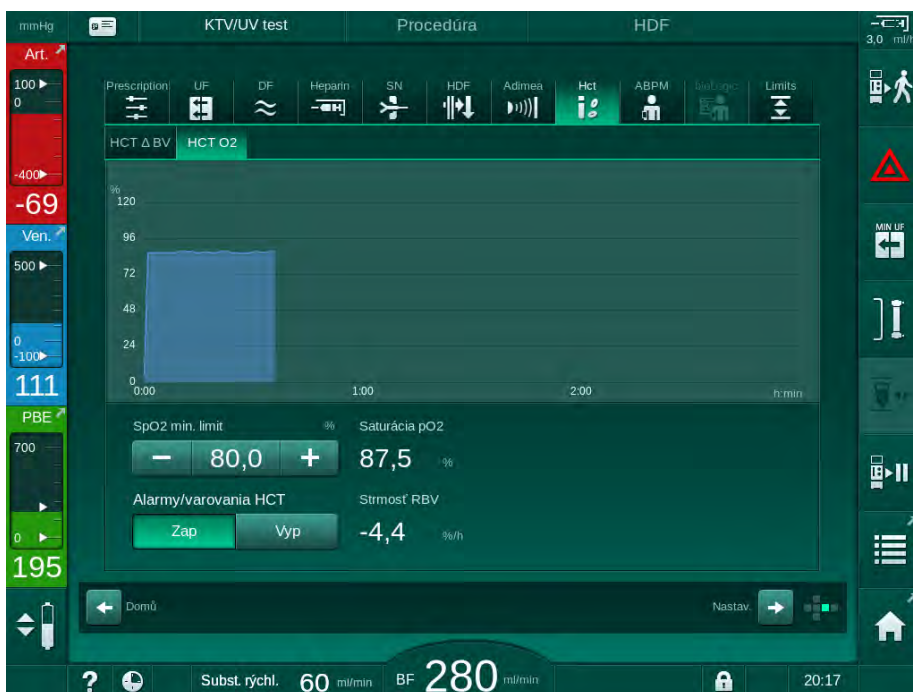 mmHg KTV/UV test Procedúra HDF 3,0 ml/h
Art.
100
0
-400
-69
Ven.
500
0
-100
111
PBE
700
0
195
Prescription UF DF Heparin SN HDF Adimea Hct ABPM bioLogic Limits
HCT Δ BV HCT O2
%
120
96
72
48
24
0
0:00 1:00 2:00 h:min
SpO2 min. limit % Saturácia pO2
− 80,0 + 87,5 %
Alarmy/varovania HCT Strmosť RBV
Zap Vyp -4,4 %/h
Domů Nastav.
MIN UF
? Subst. rýchl. 60 ml/min BF 280 ml/min 20:17